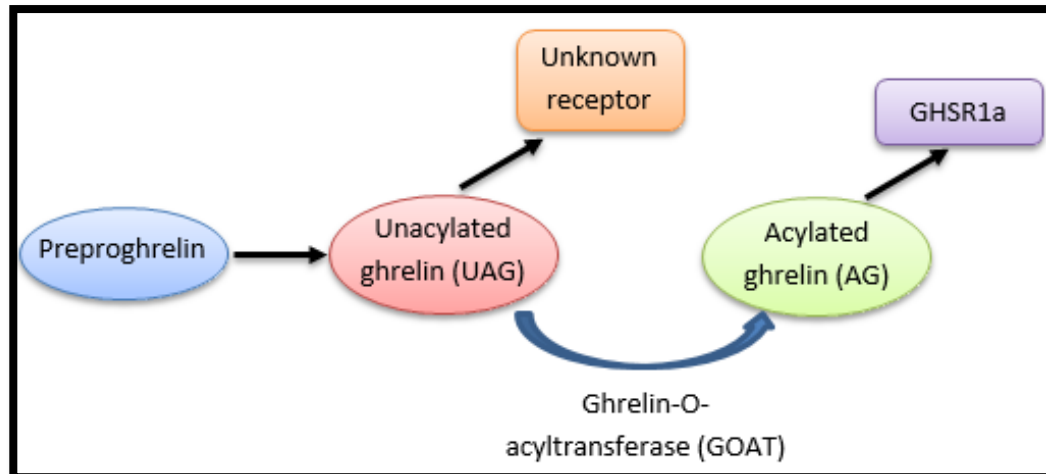 Unknown
receptor
GHSR1a
Preproghrelin
Unacylated
ghrelin (UAG)
Acylated
ghrelin (AG)
Ghrelin-O-
acyltransferase (GOAT)